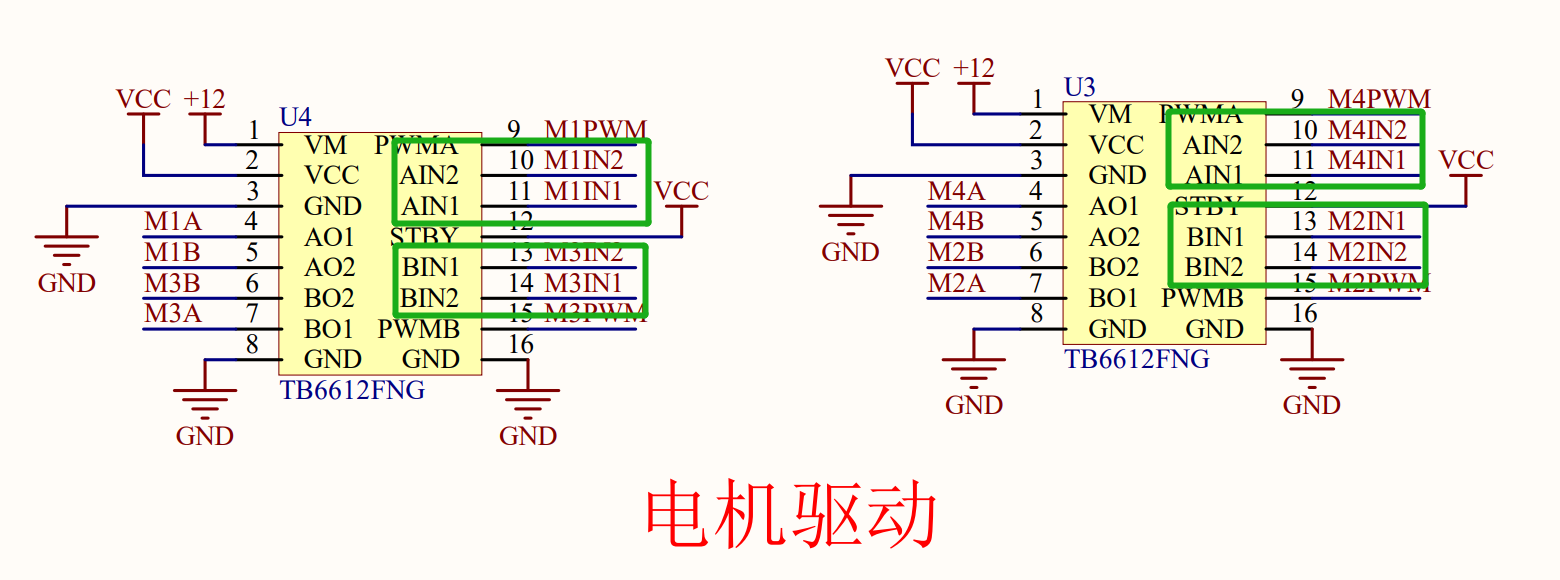 VCC +12
U4
1 VM PWMA 9 M1PWM
2 VCC AIN2 10 M1IN2
3 GND AIN1 11 M1IN1 VCC
M1A 4 AO1 STBY 12
M1B 5 AO2 BIN1 13 M3IN2
M3B 6 BO2 BIN2 14 M3IN1
M3A 7 BO1 PWMB 15 M3PWM
8 GND GND 16
GND
TB6612FNG
GND GND
VCC +12
U3
1 VM PWMA 9 M4PWM
2 VCC AIN2 10 M4IN2
3 GND AIN1 11 M4IN1 VCC
M4A 4 AO1 STBY 12
M4B 5 AO2 BIN1 13 M2IN1
M2B 6 BO2 BIN2 14 M2IN2
M2A 7 BO1 PWMB 15 M2PWM
8 GND GND 16
GND
TB6612FNG
GND GND
电机驱动